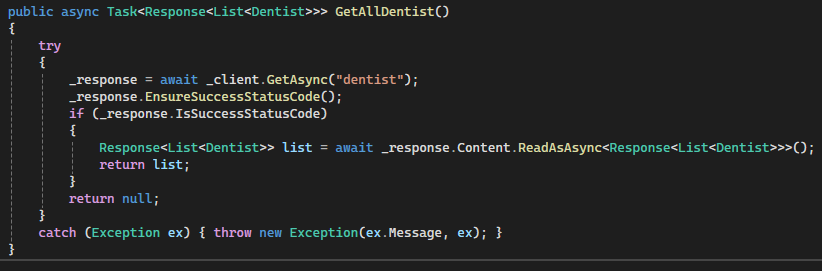 public async Task<Response<List<Dentist>>> GetAllDentist()
{
try
{
_response = await _client.GetAsync("dentist");
_response.EnsureSuccessStatusCode();
if (_response.IsSuccessStatusCode)
{
Response<List<Dentist>> list = await _response.Content.ReadAsAsync<Response<List<Dentist>>>();
return list;
}
return null;
}
catch (Exception ex) { throw new Exception(ex.Message, ex); }
}